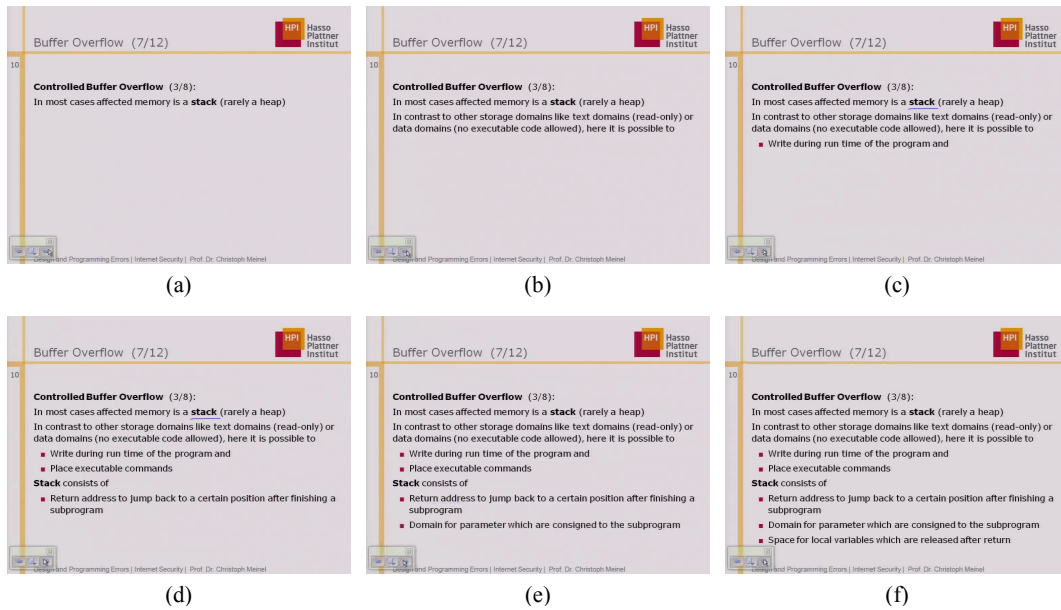 Buffer Overflow (7/12)
HPI
Hasso
Plattner
Institut
10
Controlled Buffer Overflow (3/8):
In most cases affected memory is a stack (rarely a heap)
Design and Programming Errors | Internet Security | Prof. Dr. Christoph Meinel
(a)
Buffer Overflow (7/12)
HPI
Hasso
Plattner
Institut
10
Controlled Buffer Overflow (3/8):
In most cases affected memory is a stack (rarely a heap)
In contrast to other storage domains like text domains (read-only) or
data domains (no executable code allowed), here it is possible to
Design and Programming Errors | Internet Security | Prof. Dr. Christoph Meinel
(b)
Buffer Overflow (7/12)
HPI
Hasso
Plattner
Institut
10
Controlled Buffer Overflow (3/8):
In most cases affected memory is a stack (rarely a heap)
In contrast to other storage domains like text domains (read-only) or
data domains (no executable code allowed), here it is possible to
Write during run time of the program and
Design and Programming Errors | Internet Security | Prof. Dr. Christoph Meinel
(c)
Buffer Overflow (7/12)
HPI
Hasso
Plattner
Institut
10
Controlled Buffer Overflow (3/8):
In most cases affected memory is a stack (rarely a heap)
In contrast to other storage domains like text domains (read-only) or
data domains (no executable code allowed), here it is possible to
Write during run time of the program and
Place executable commands
Stack consists of
Return address to jump back to a certain position after finishing a
subprogram
Design and Programming Errors | Internet Security | Prof. Dr. Christoph Meinel
(d)
Buffer Overflow (7/12)
HPI
Hasso
Plattner
Institut
10
Controlled Buffer Overflow (3/8):
In most cases affected memory is a stack (rarely a heap)
In contrast to other storage domains like text domains (read-only) or
data domains (no executable code allowed), here it is possible to
Write during run time of the program and
Place executable commands
Stack consists of
Return address to jump back to a certain position after finishing a
subprogram
Domain for parameter which are consigned to the subprogram
Design and Programming Errors | Internet Security | Prof. Dr. Christoph Meinel
(e)
Buffer Overflow (7/12)
HPI
Hasso
Plattner
Institut
10
Controlled Buffer Overflow (3/8):
In most cases affected memory is a stack (rarely a heap)
In contrast to other storage domains like text domains (read-only) or
data domains (no executable code allowed), here it is possible to
Write during run time of the program and
Place executable commands
Stack consists of
Return address to jump back to a certain position after finishing a
subprogram
Domain for parameter which are consigned to the subprogram
Space for local variables which are released after return
Design and Programming Errors | Internet Security | Prof. Dr. Christoph Meinel
(f)